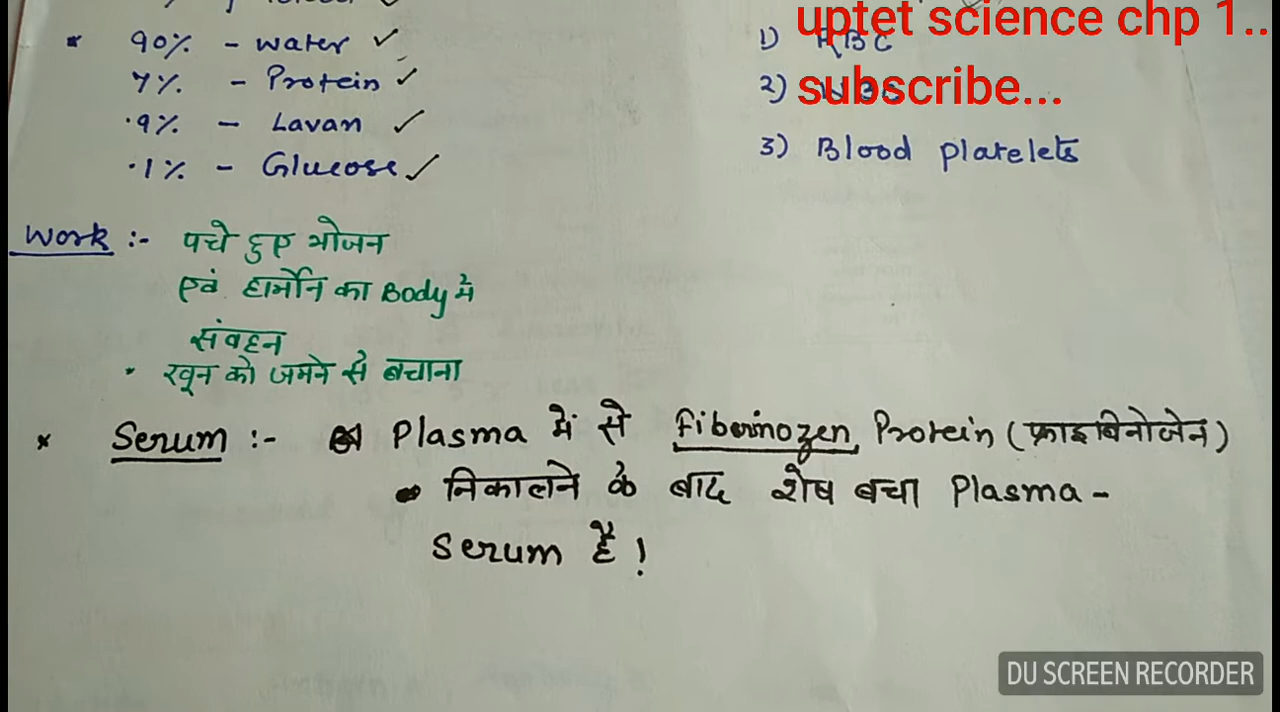 * 90% - water ✓
7% - Protein ✓
.9% - Lavan ✓
.1% - Glucose ✓
1) RBC
2) WBC
3) Blood platelets
uptet science chp 1..
subscribe...
Work :- पचे हुए भोजन
एवं हार्मोन का Body में
संवहन
• खून को जमने से बचाना
* Serum :- Plasma में से Fiberinozen Protein (फ्राइबिनोजेन)
निकालने के बाद शेष बचा Plasma -
Serum है !
DU SCREEN RECORDER